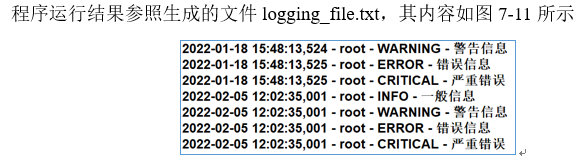 程序运行结果参照生成的文件 logging_file.txt，其内容如图 7-11 所示
2022-01-18 15:48:13,524 - root - WARNING - 警告信息
2022-01-18 15:48:13,525 - root - ERROR - 错误信息
2022-01-18 15:48:13,525 - root - CRITICAL - 严重错误
2022-02-05 12:02:35,001 - root - INFO - 一般信息
2022-02-05 12:02:35,001 - root - WARNING - 警告信息
2022-02-05 12:02:35,001 - root - ERROR - 错误信息
2022-02-05 12:02:35,001 - root - CRITICAL - 严重错误